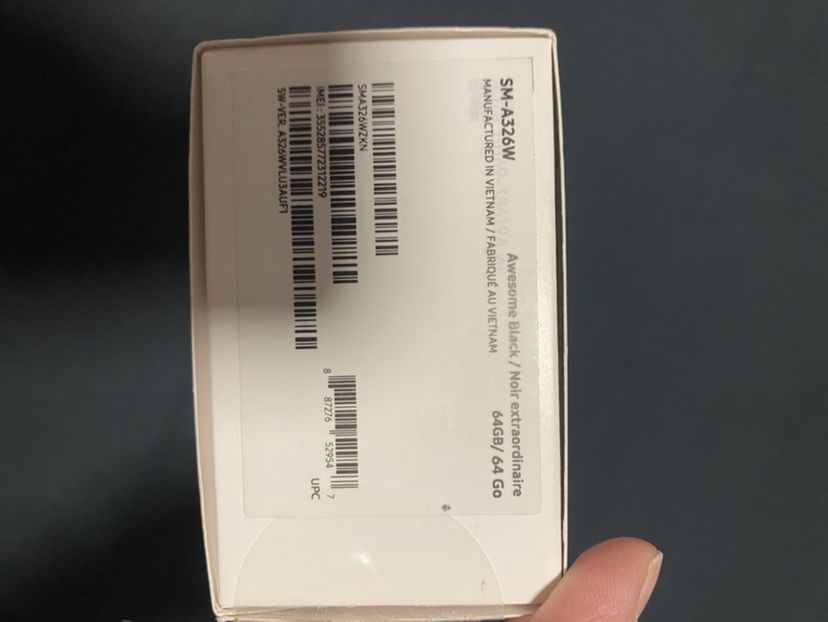 SM-A326W
Awesome Black / Noir extraordinaire
64GB/ 64 Go
MANUFACTURED IN VIETNAM / FABRIQUÉ AU VIETNAM
SMA326WZKN
IMEI : 355285772312219
SW-VER. A326WVLU3AUF1
8 87276 52954 7
UPC